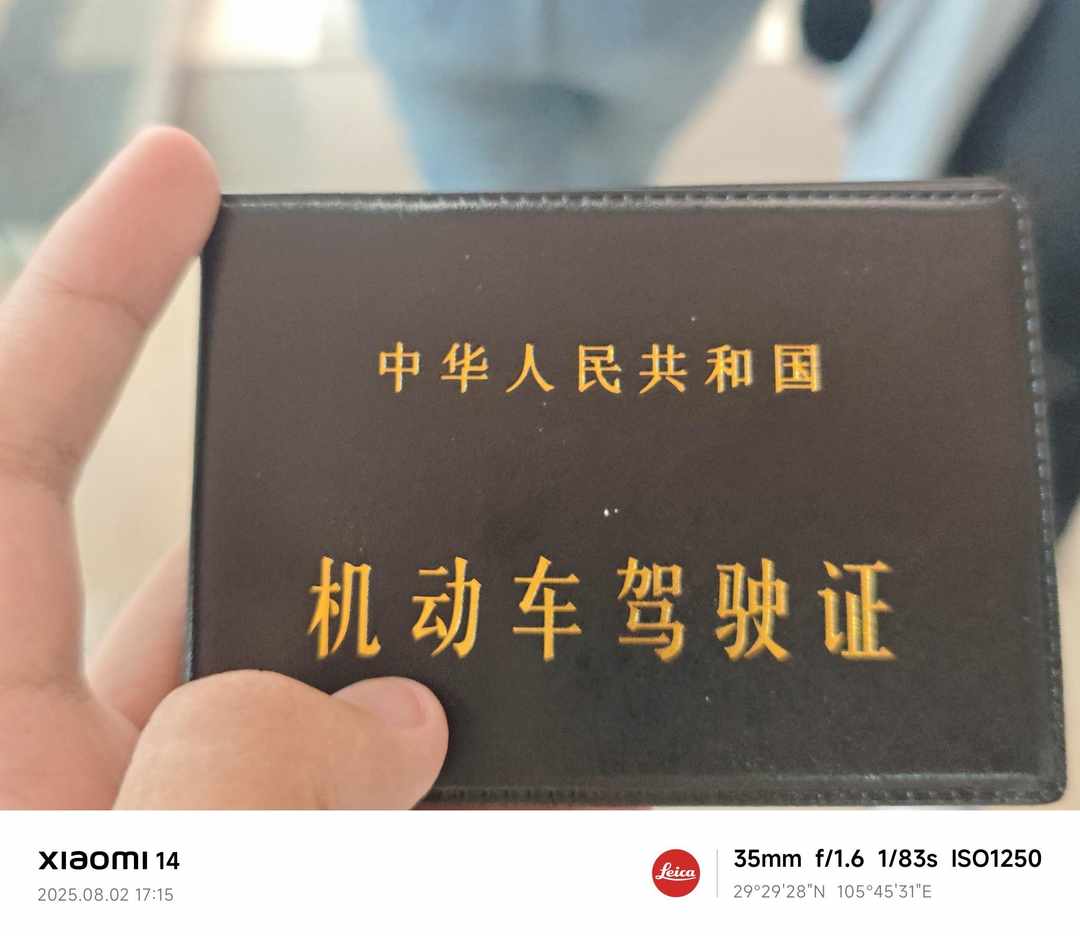 中华人民共和国
机动车驾驶证
XIAOMI 14
2025.08.02 17:15
Leica
35mm f/1.6 1/83s ISO1250
29°29'28"N 105°45'31"E